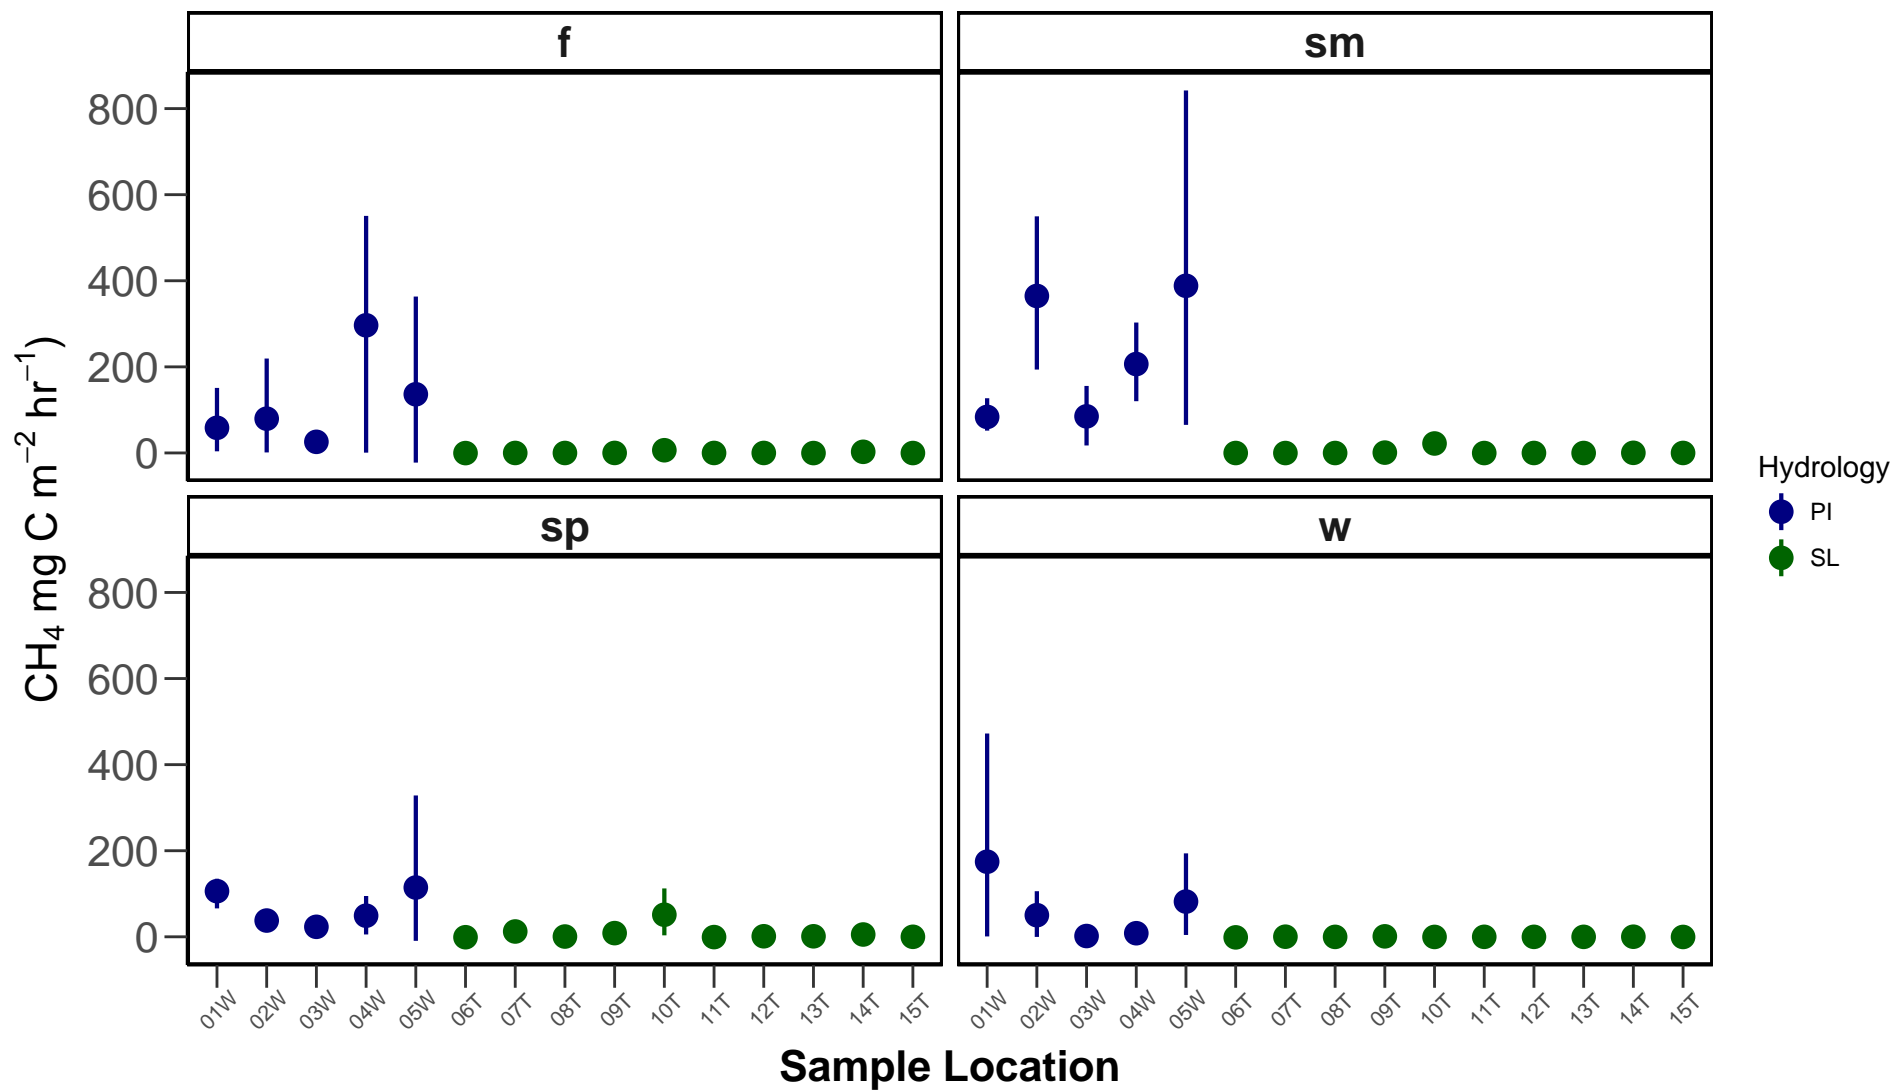 f
sm
800
600
400
200
0
CH₄ mg C m⁻² hr⁻¹)
sp
w
800
600
400
200
0
01W 02W 03W 04W 05W 06T 07T 08T 09T 10T 11T 12T 13T 14T 15T
01W 02W 03W 04W 05W 06T 07T 08T 09T 10T 11T 12T 13T 14T 15T
Sample Location
Hydrology
PI
SL